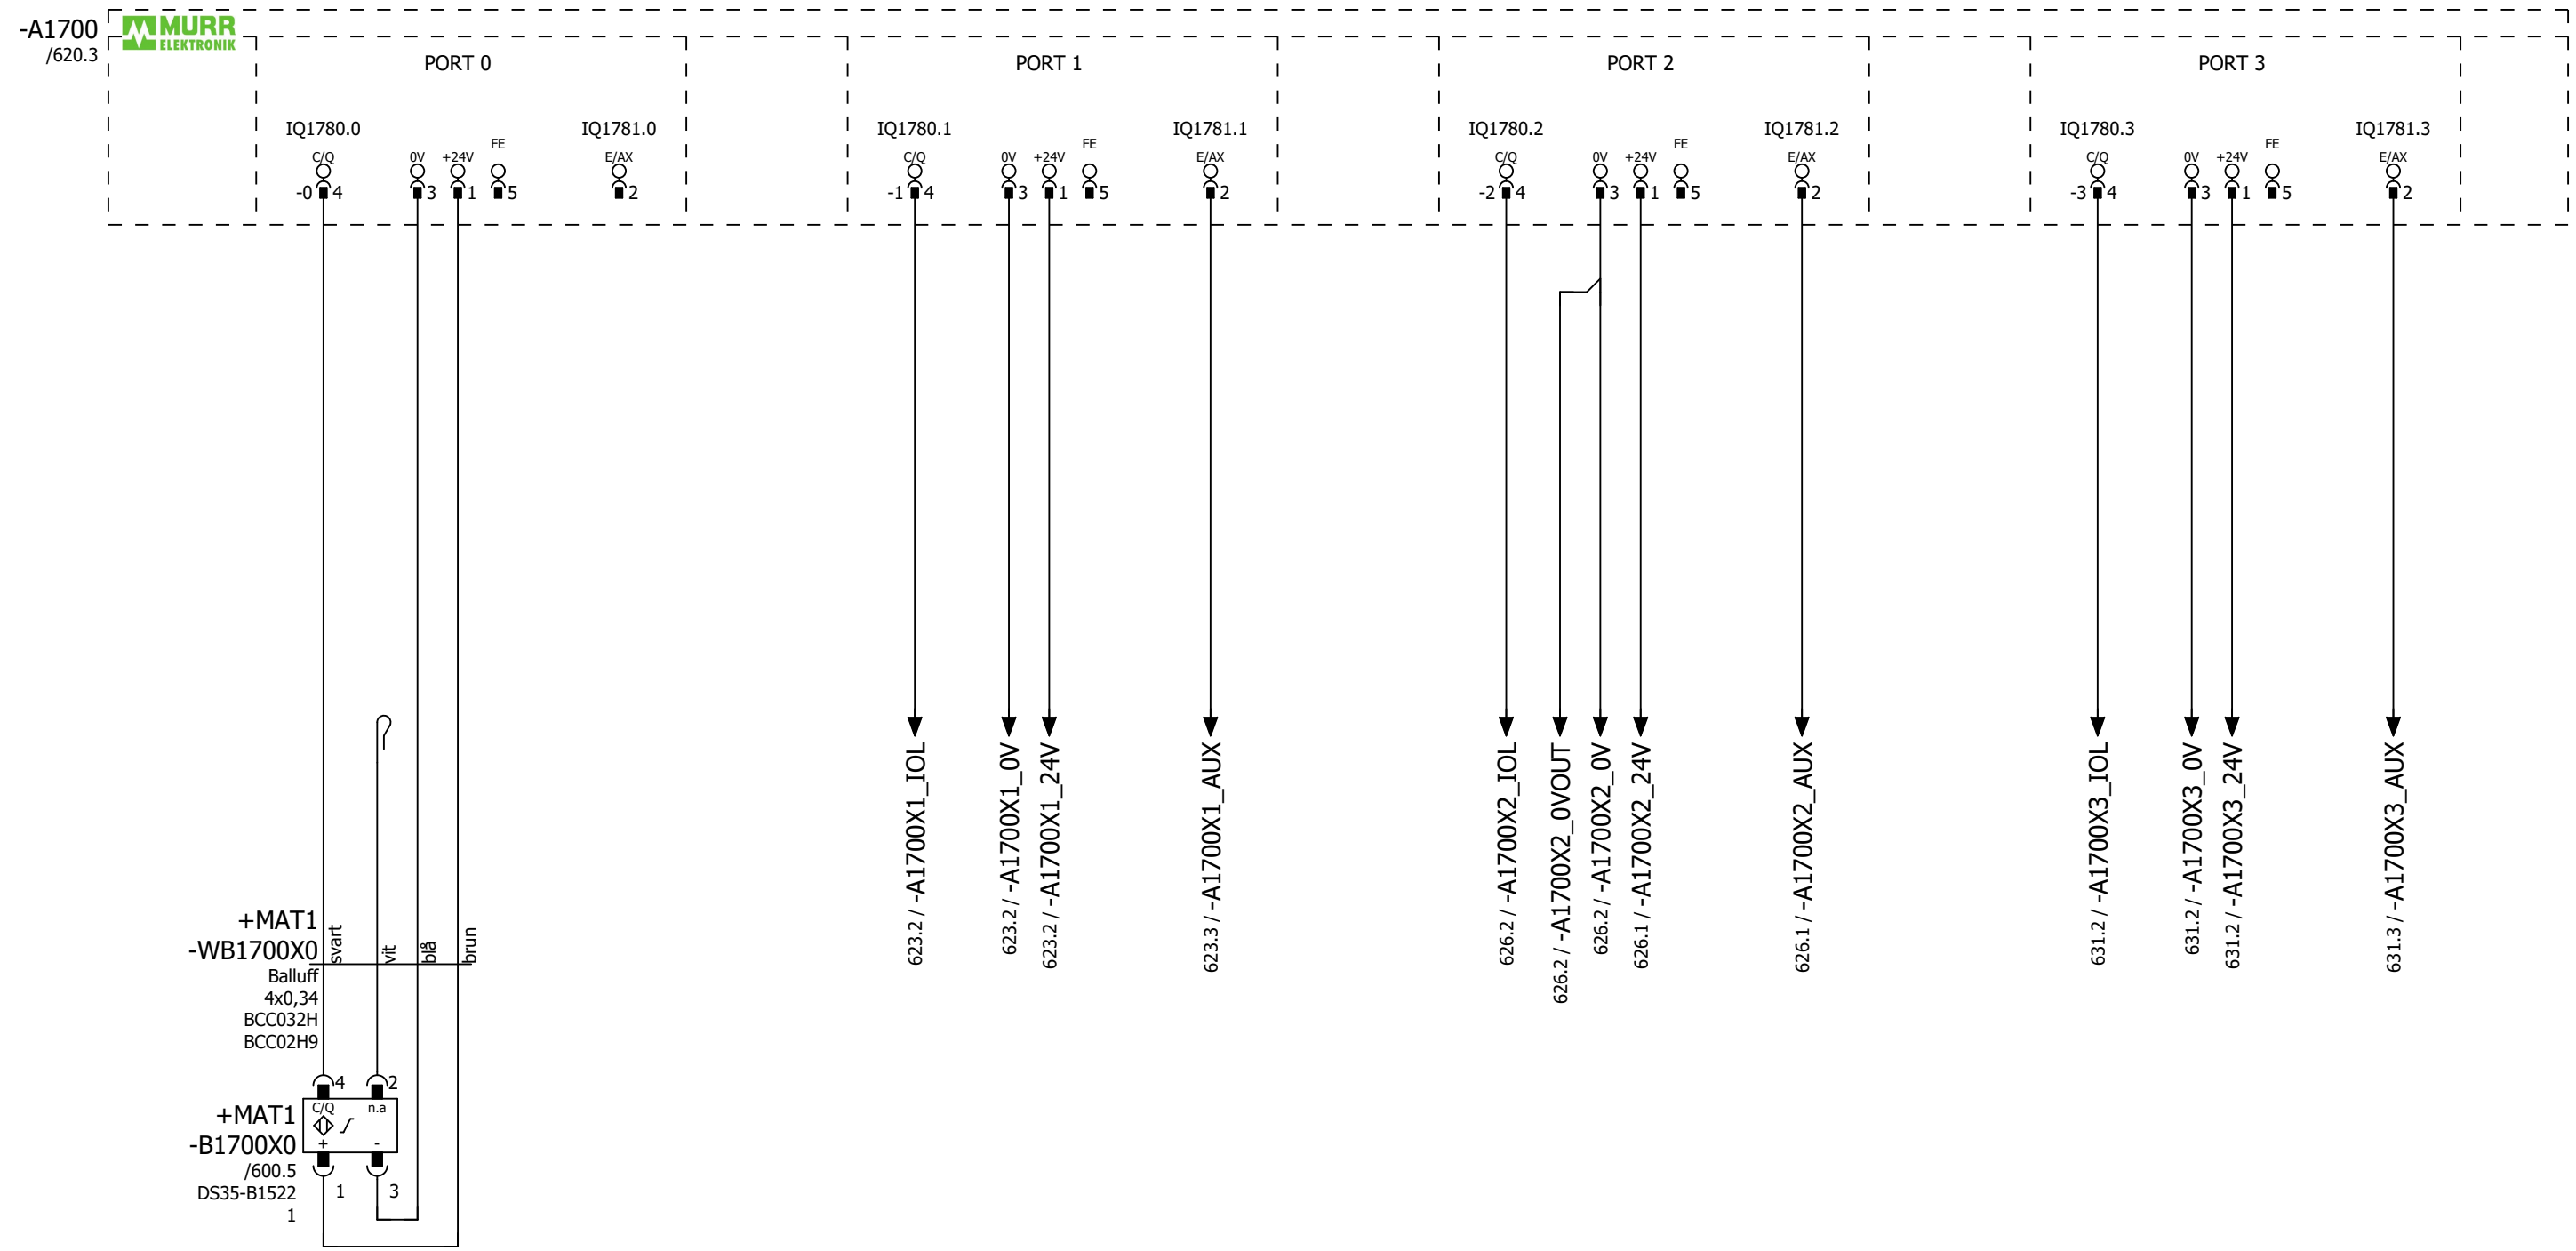 -A1700
/620.3
MURR
ELEKTRONIK
PORT 0
PORT 1
PORT 2
PORT 3
IQ1780.0
IQ1781.0
IQ1780.1
IQ1781.1
IQ1780.2
IQ1781.2
IQ1780.3
IQ1781.3
C/Q 0V +24V FE E/AX
C/Q 0V +24V FE E/AX
C/Q 0V +24V FE E/AX
C/Q 0V +24V FE E/AX
-0 4 3 1 5 2
-1 4 3 1 5 2
-2 4 3 1 5 2
-3 4 3 1 5 2
623.2 / -A1700X1_IOL
623.2 / -A1700X1_0V
623.2 / -A1700X1_24V
623.3 / -A1700X1_AUX
626.2 / -A1700X2_IOL
626.2 / -A1700X2_0VOUT
626.2 / -A1700X2_0V
626.1 / -A1700X2_24V
626.1 / -A1700X2_AUX
631.2 / -A1700X3_IOL
631.2 / -A1700X3_0V
631.2 / -A1700X3_24V
631.3 / -A1700X3_AUX
+MAT1
-WB1700X0
Balluff
4x0,34
BCC032H
BCC02H9
svart
vit
blå
brun
4 2
C/Q n.a
+ -
+MAT1
-B1700X0
/600.5
DS35-B1522
1
1 3